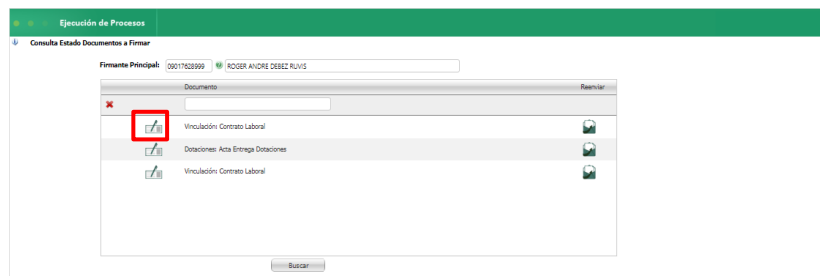 Ejecución de Procesos
Consulta Estado Documentos a Firmar
Firmante Principal: 09017628999 ROGER ANDRE DEBEZ RUVIS
Documento Reenviar
Vinculación: Contrato Laboral
Dotaciones: Acta Entrega Dotaciones
Vinculación: Contrato Laboral
Buscar